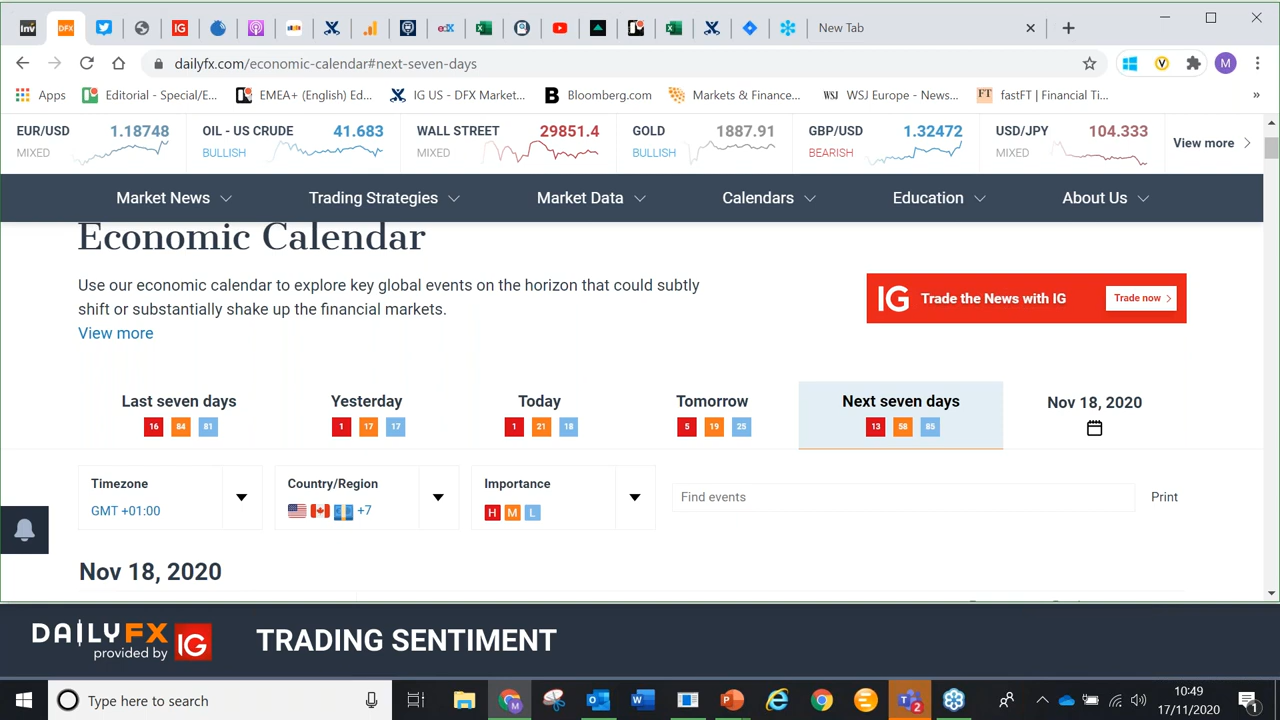 Inv DFX IG edX New Tab
dailyfx.com/economic-calendar#next-seven-days V M
Apps Editorial - Special/E... EMEA+ (English) Ed... IG US - DFX Market... B Bloomberg.com Markets & Finance... WSJ WSJ Europe - News... FT fastFT | Financial Ti... »
EUR/USD 1.18748 OIL - US CRUDE 41.683 WALL STREET 29851.4 GOLD 1887.91 GBP/USD 1.32472 USD/JPY 104.333 View more
MIXED BULLISH MIXED BULLISH BEARISH MIXED
Market News Trading Strategies Market Data Calendars Education About Us
Economic Calendar
Use our economic calendar to explore key global events on the horizon that could subtly
shift or substantially shake up the financial markets.
View more
IG Trade the News with IG Trade now
Last seven days Yesterday Today Tomorrow Next seven days Nov 18, 2020
16 84 81 1 17 17 1 21 18 5 19 25 13 58 85
Timezone Country/Region Importance
GMT +01:00 +7 H M L
Find events Print
Nov 18, 2020
DAILYFX
provided by IG
TRADING SENTIMENT
Type here to search
M 2
10:49
17/11/2020
1